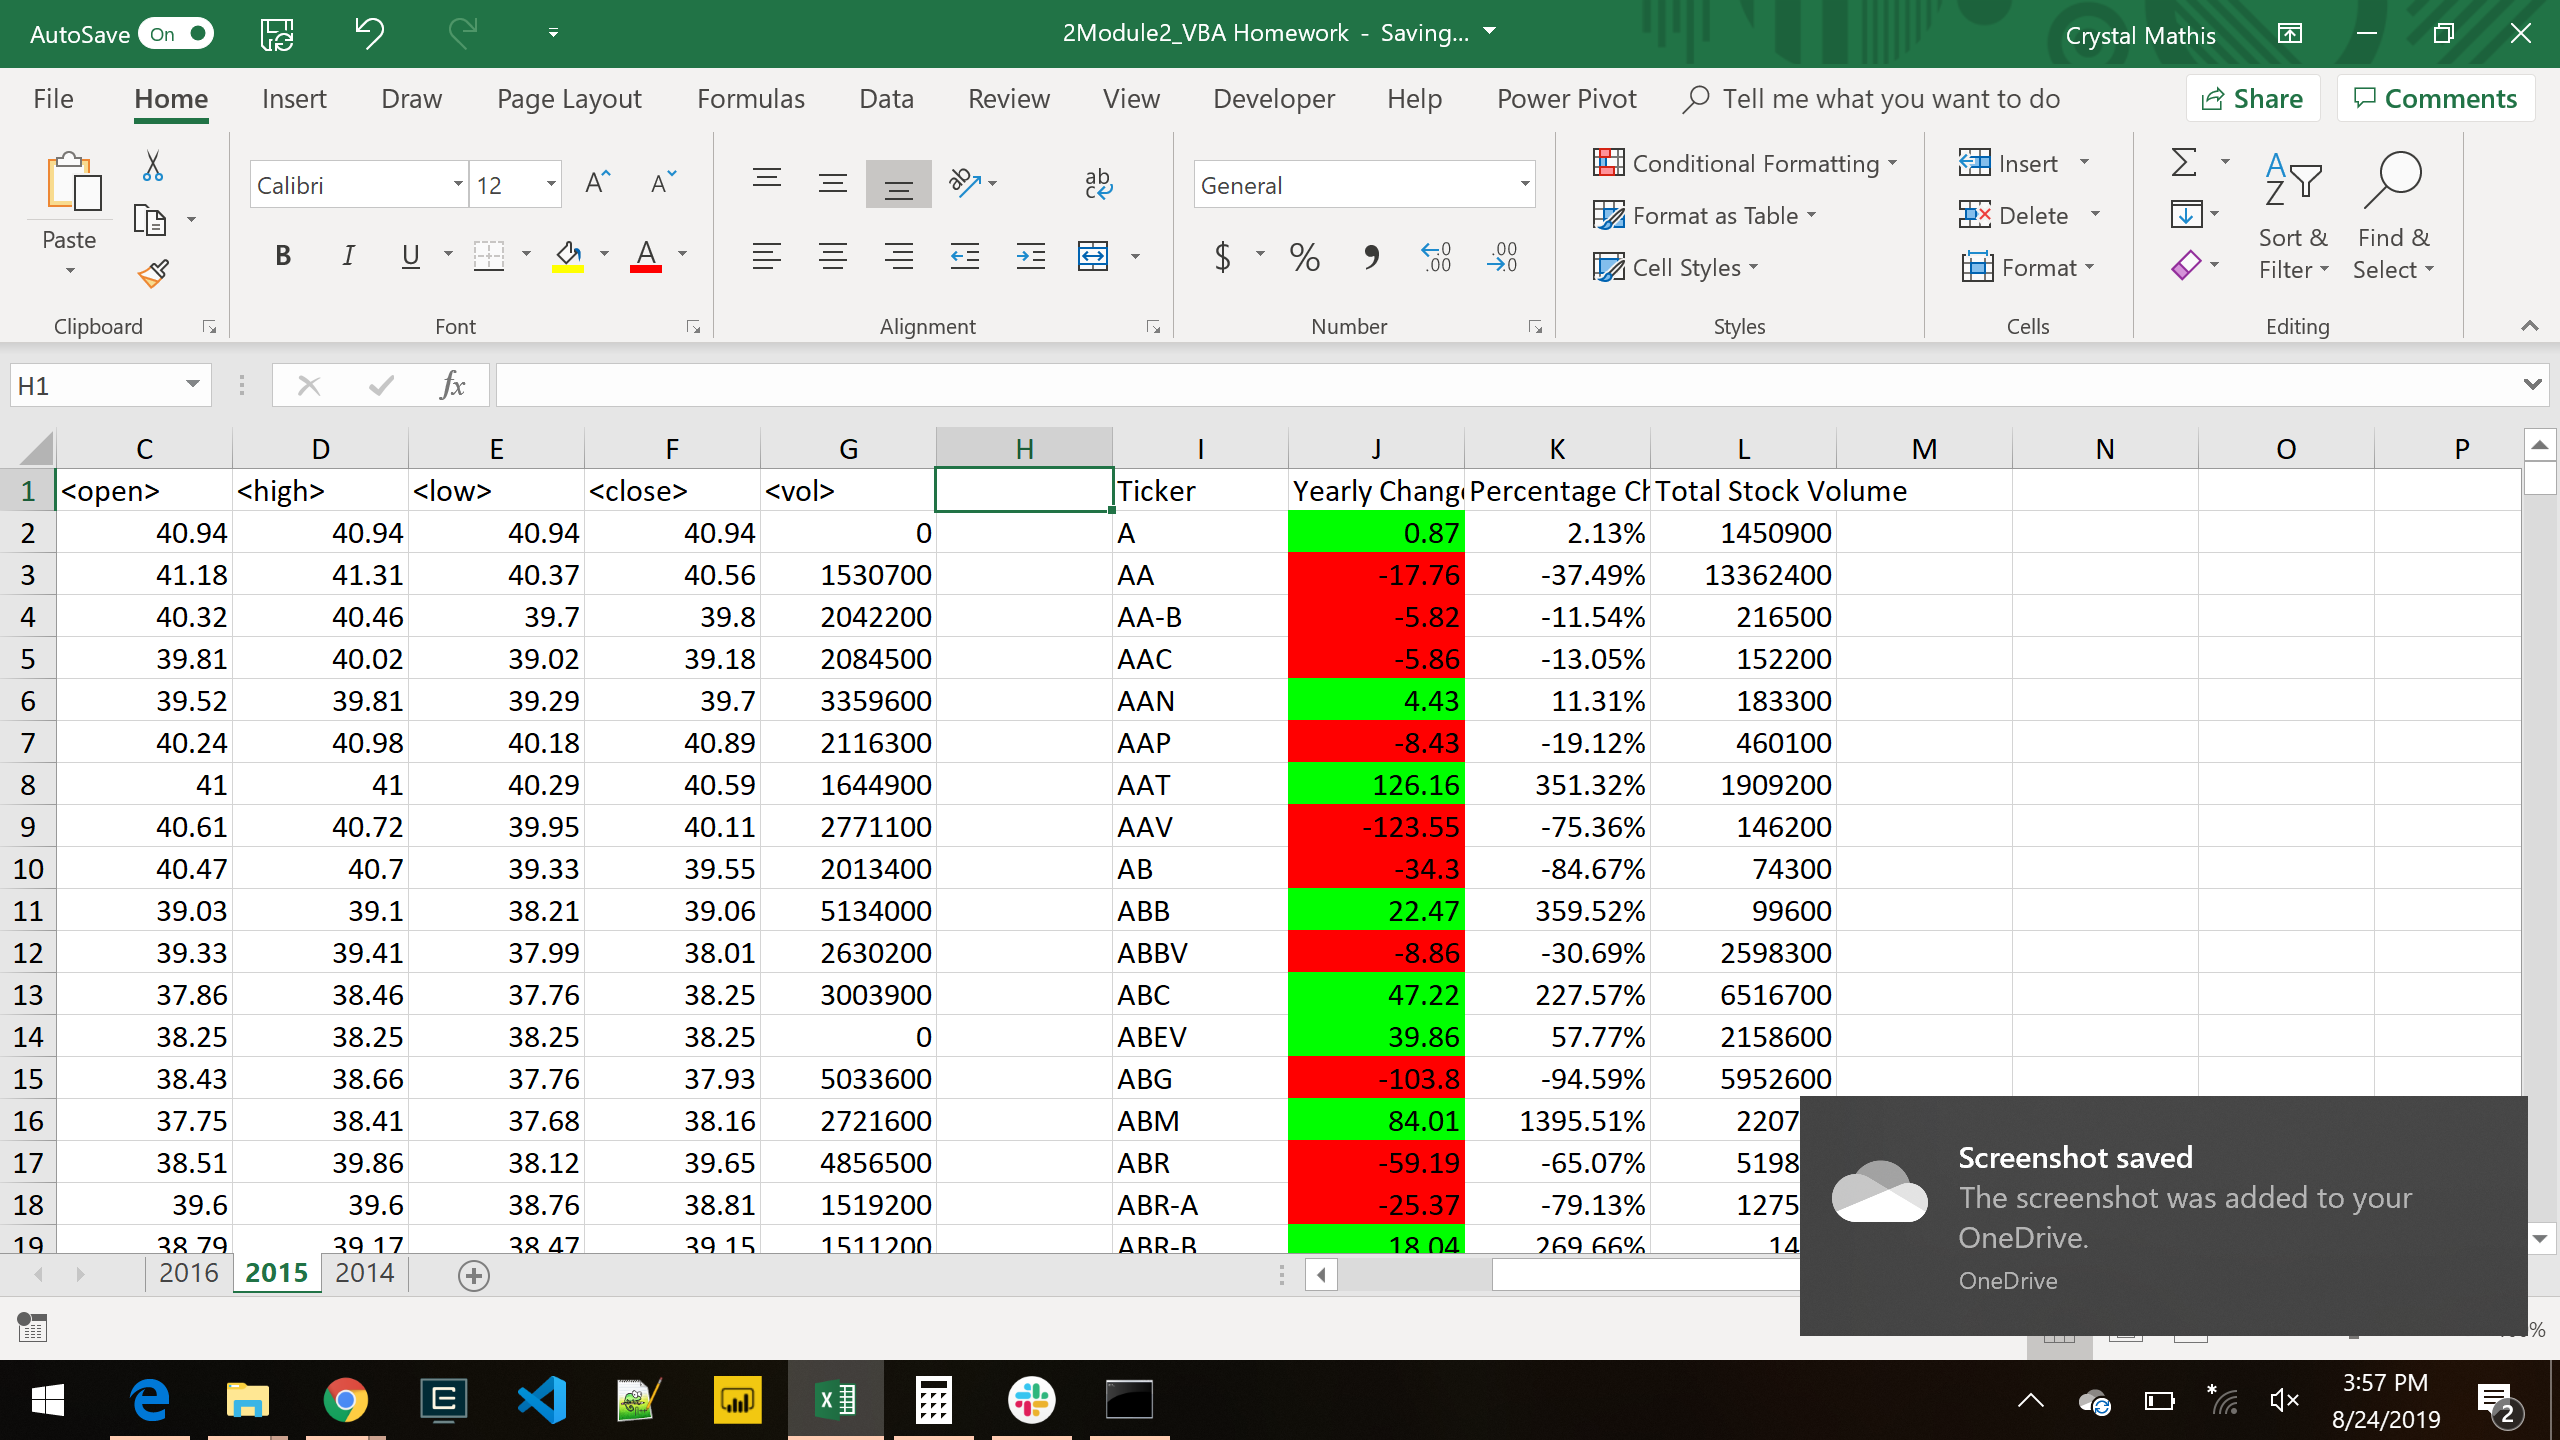 AutoSave On 2Module2_VBA Homework - Saving... Crystal Mathis
File Home Insert Draw Page Layout Formulas Data Review View Developer Help Power Pivot Tell me what you want to do Share Comments
Paste
Calibri 12
General
Conditional Formatting
Format as Table
Cell Styles
Insert
Delete
Format
Sort & Filter
Find & Select
Clipboard Font Alignment Number Styles Cells Editing
H1 fx
C D E F G H I J K L M N O P
1 <open> <high> <low> <close> <vol> Ticker Yearly Change Percentage Ch Total Stock Volume
2 40.94 40.94 40.94 40.94 0 A 0.87 2.13% 1450900
3 41.18 41.31 40.37 40.56 1530700 AA -17.76 -37.49% 13362400
4 40.32 40.46 39.7 39.8 2042200 AA-B -5.82 -11.54% 216500
5 39.81 40.02 39.02 39.18 2084500 AAC -5.86 -13.05% 152200
6 39.52 39.81 39.29 39.7 3359600 AAN 4.43 11.31% 183300
7 40.24 40.98 40.18 40.89 2116300 AAP -8.43 -19.12% 460100
8 41 41 40.29 40.59 1644900 AAT 126.16 351.32% 1909200
9 40.61 40.72 39.95 40.11 2771100 AAV -123.55 -75.36% 146200
10 40.47 40.7 39.33 39.55 2013400 AB -34.3 -84.67% 74300
11 39.03 39.1 38.21 39.06 5134000 ABB 22.47 359.52% 99600
12 39.33 39.41 37.99 38.01 2630200 ABBV -8.86 -30.69% 2598300
13 37.86 38.46 37.76 38.25 3003900 ABC 47.22 227.57% 6516700
14 38.25 38.25 38.25 38.25 0 ABEV 39.86 57.77% 2158600
15 38.43 38.66 37.76 37.93 5033600 ABG -103.8 -94.59% 5952600
16 37.75 38.41 37.68 38.16 2721600 ABM 84.01 1395.51% 2207
17 38.51 39.86 38.12 39.65 4856500 ABR -59.19 -65.07% 5198
18 39.6 39.6 38.76 38.81 1519200 ABR-A -25.37 -79.13% 1275
19 38.79 39.17 38.47 39.15 1511200 ABR-B 18.04 269.66% 14
Screenshot saved
The screenshot was added to your
OneDrive.
OneDrive
2016 2015 2014
3:57 PM
8/24/2019
2